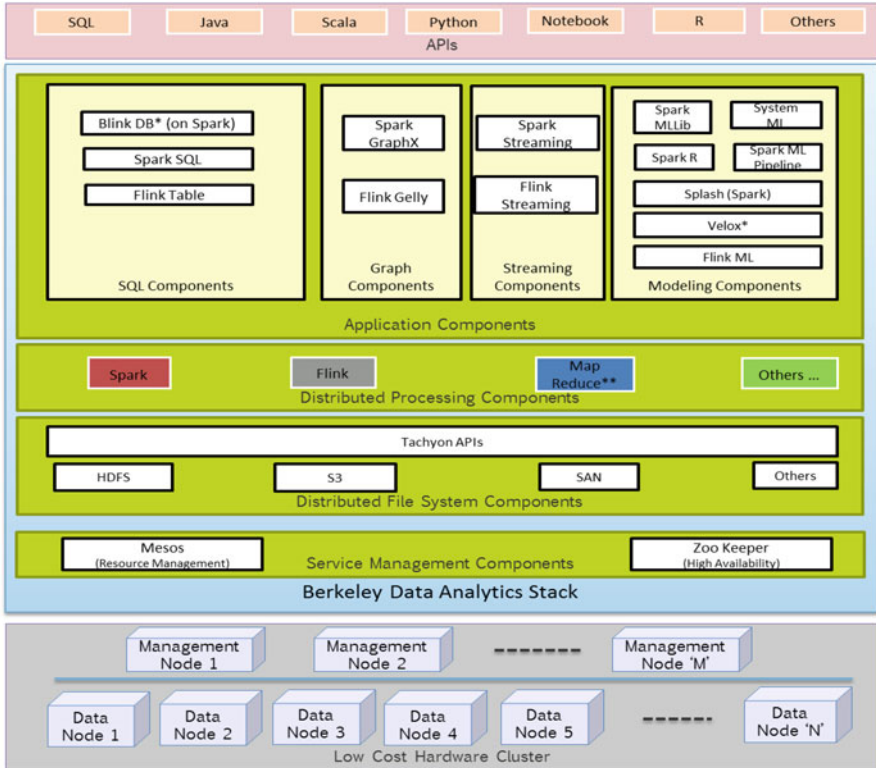 SQL
Java
Scala
Python
Notebook
R
Others
APIs
Blink DB* (on Spark)
Spark SQL
Flink Table
SQL Components
Spark
GraphX
Flink Gelly
Graph
Components
Spark
Streaming
Flink
Streaming
Streaming
Components
Spark
MLLib
System
ML
Spark R
Spark ML
Pipeline
Splash (Spark)
Velox*
Flink ML
Modeling Components
Application Components
Spark
Flink
Map
Reduce**
Others ...
Distributed Processing Components
Tachyon APIs
HDFS
S3
SAN
Others
Distributed File System Components
Mesos
(Resource Management)
Service Management Components
Zoo Keeper
(High Availability)
Berkeley Data Analytics Stack
Management
Node 1
Management
Node 2
Management
Node ‘M’
Data
Node 1
Data
Node 2
Data
Node 3
Data
Node 4
Data
Node 5
Data
Node ‘N’
Low Cost Hardware Cluster